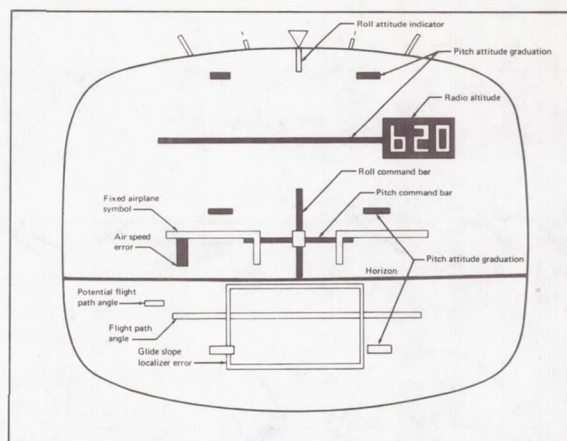 Roll attitude indicator
Pitch attitude graduation
Radio altitude
620
Roll command bar
Pitch command bar
Fixed airplane
symbol
Air speed
error
Pitch attitude graduation
Horizon
Potential flight
path angle
Flight path
angle
Glide slope
localizer error